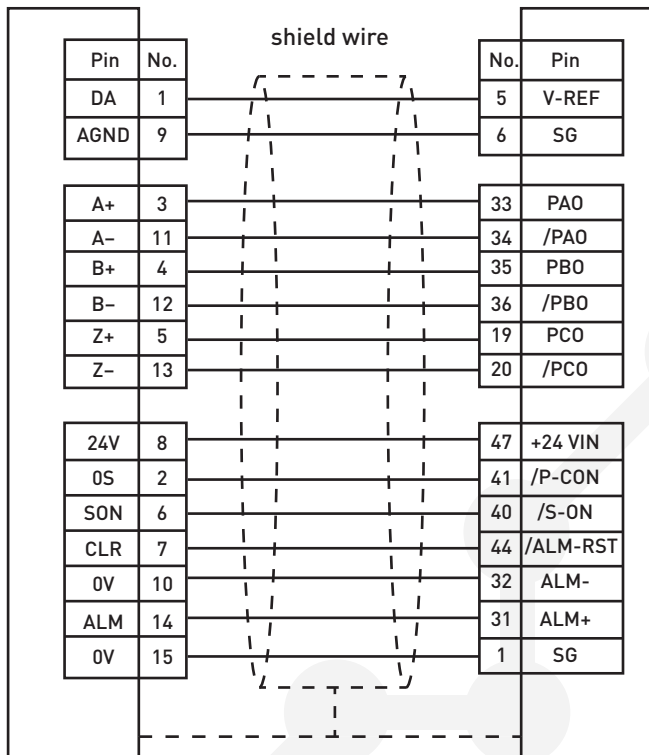 shield wire
Pin No. No. Pin
DA 1 5 V-REF
AGND 9 6 SG
A+ 3 33 PAO
A– 11 34 /PAO
B+ 4 35 PBO
B– 12 36 /PBO
Z+ 5 19 PCO
Z– 13 20 /PCO
24V 8 47 +24 VIN
0S 2 41 /P-CON
SON 6 40 /S-ON
CLR 7 44 /ALM-RST
0V 10 32 ALM-
ALM 14 31 ALM+
0V 15 1 SG